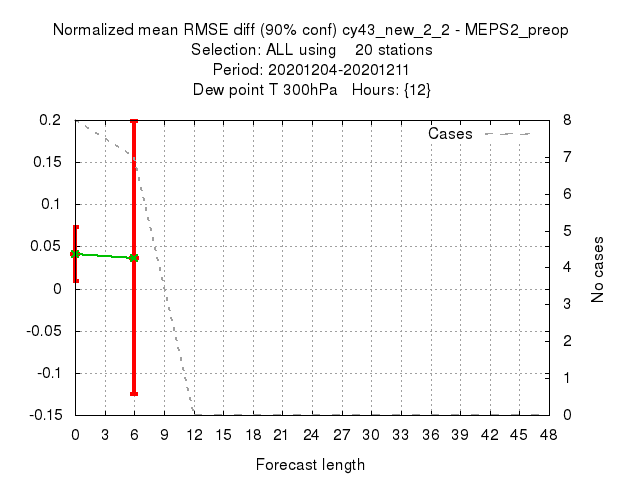 Normalized mean RMSE diff (90% conf) cy43_new_2_2 - MEPS2_preop
Selection: ALL using    20 stations
Period: 20201204-20201211
Dew point T 300hPa   Hours: {12}
Cases
0.2
0.15
0.1
0.05
0
-0.05
-0.1
-0.15
8
7
6
5
4
3
2
1
0
No cases
0 3 6 9 12 15 18 21 24 27 30 33 36 39 42 45 48
Forecast length